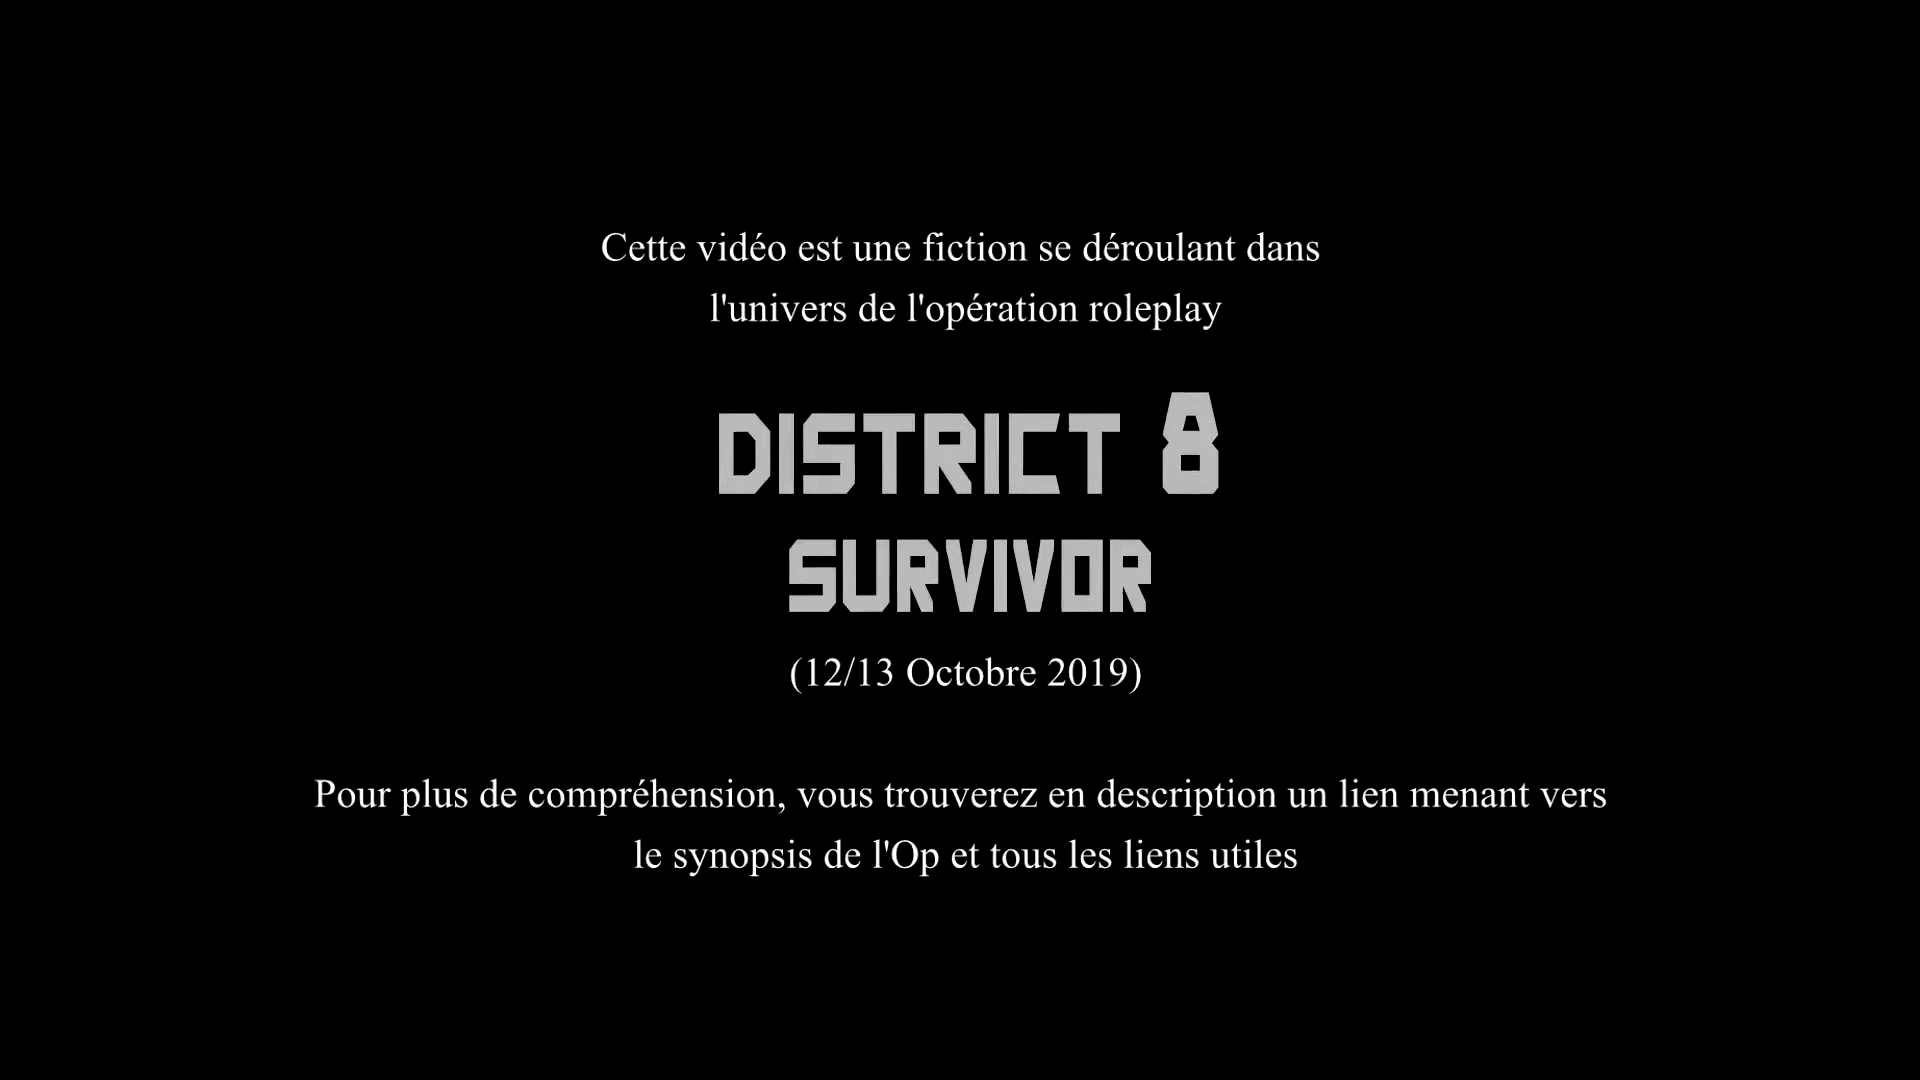 Cette vidéo est une fiction se déroulant dans
l'univers de l'opération roleplay
DISTRICT 8
SURVIVOR
(12/13 Octobre 2019)
Pour plus de compréhension, vous trouverez en description un lien menant vers
le synopsis de l'Op et tous les liens utiles